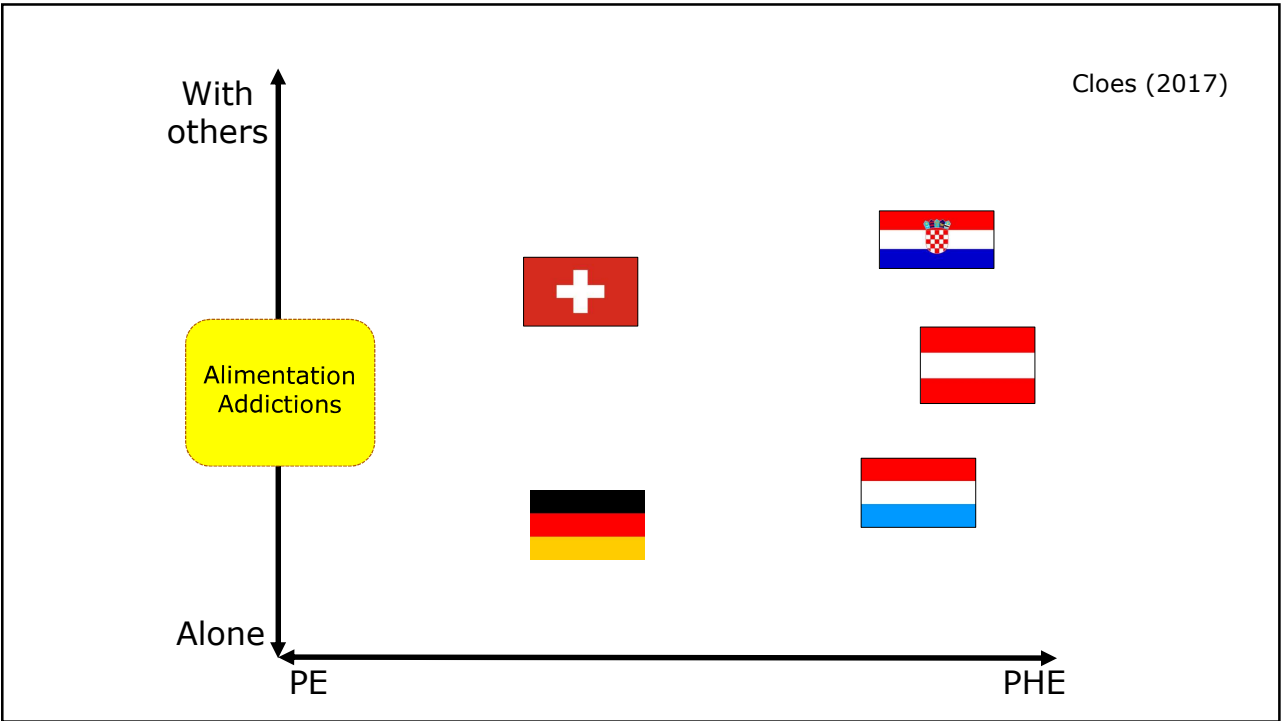 With
others
Cloes (2017)
Alimentation
Addictions
Alone
PE
PHE